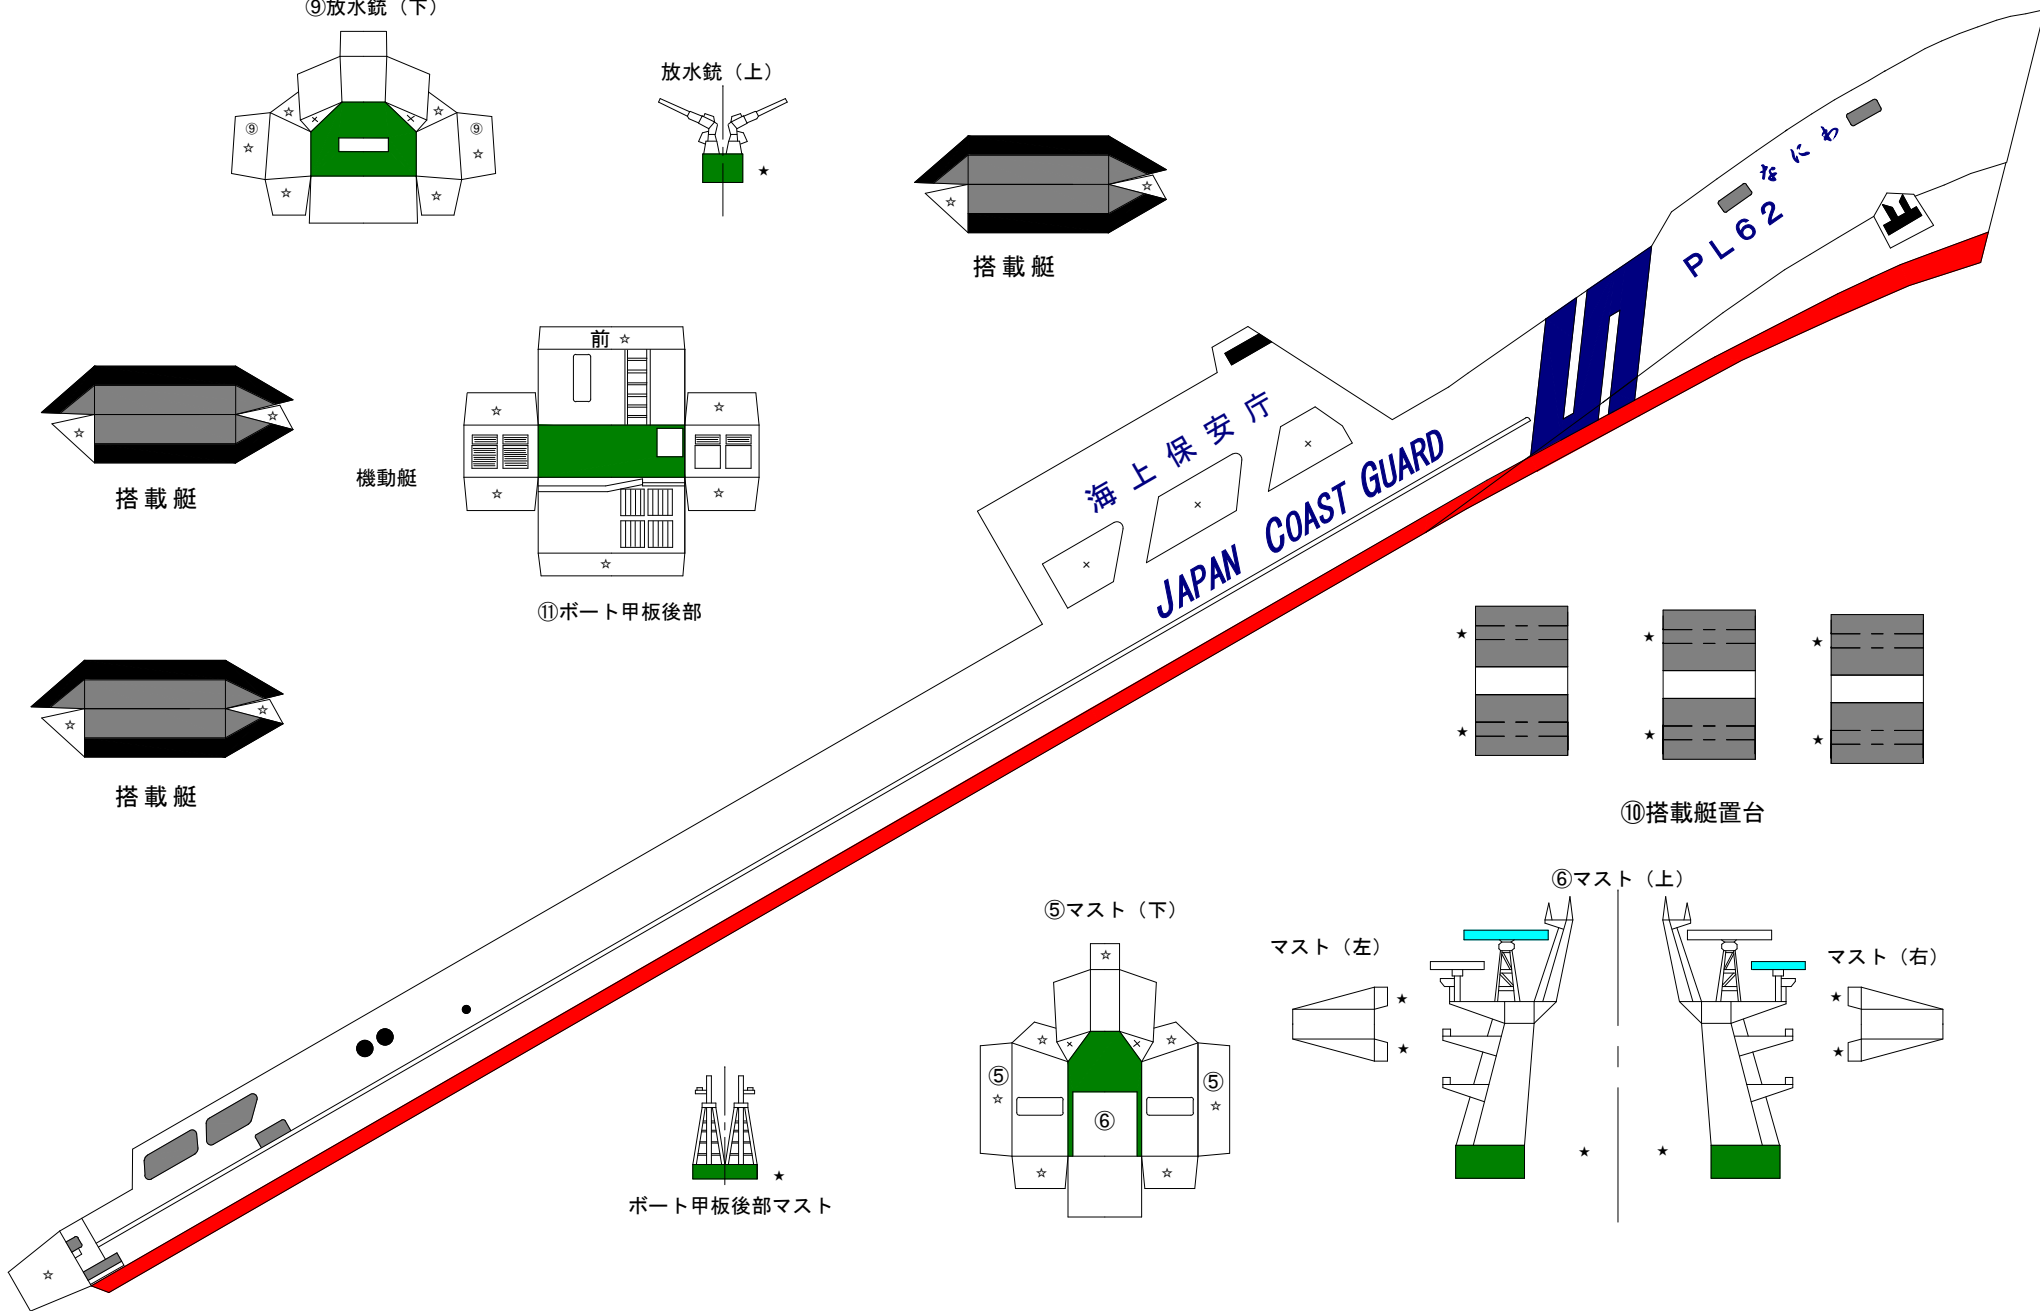 ⑨放水銃（下）
⑨
⑨
放水銃（上）
搭載艇
なにわ
PL62
前
搭載艇
機動艇
⑪ボート甲板後部
海上保安庁
JAPAN COAST GUARD
搭載艇
⑩搭載艇置台
⑤マスト（下）
⑤
⑤
⑥
⑥マスト（上）
マスト（左）
マスト（右）
ボート甲板後部マスト